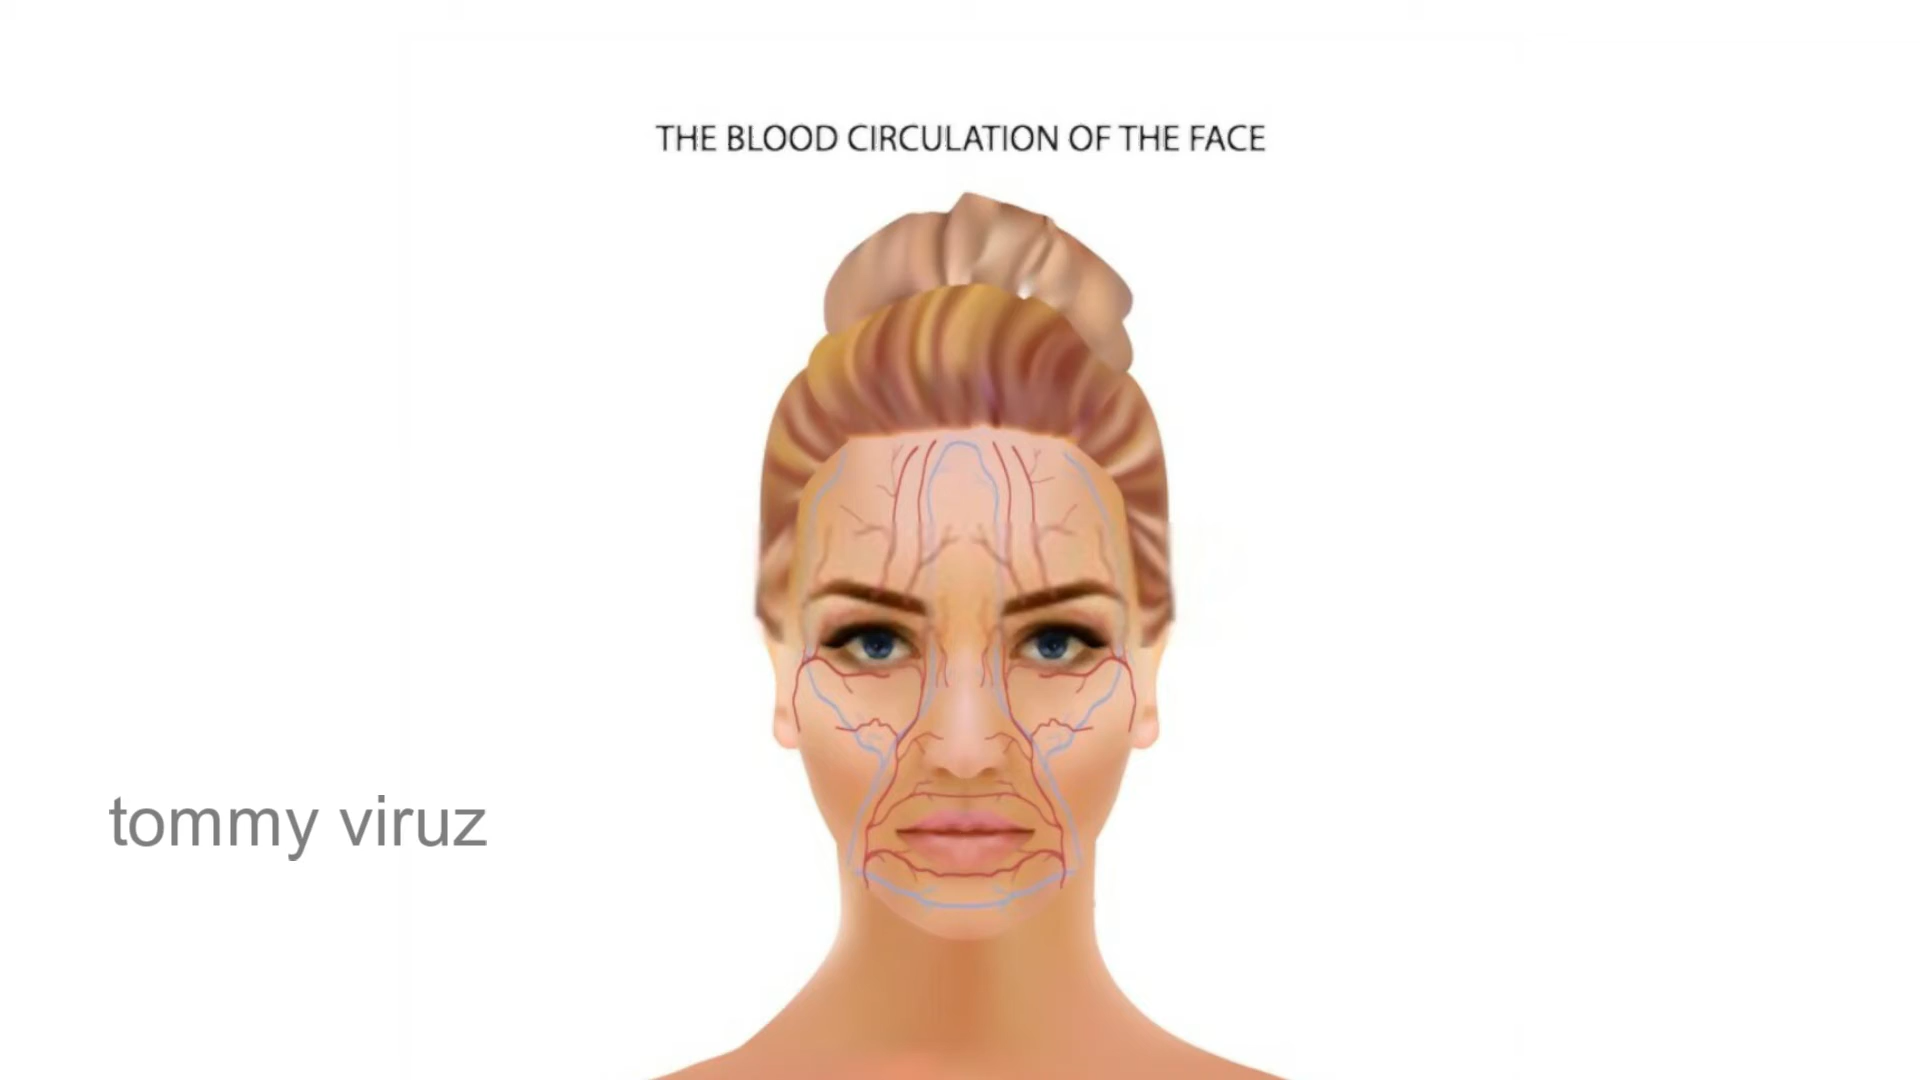 THE BLOOD CIRCULATION OF THE FACE
tommy viruz